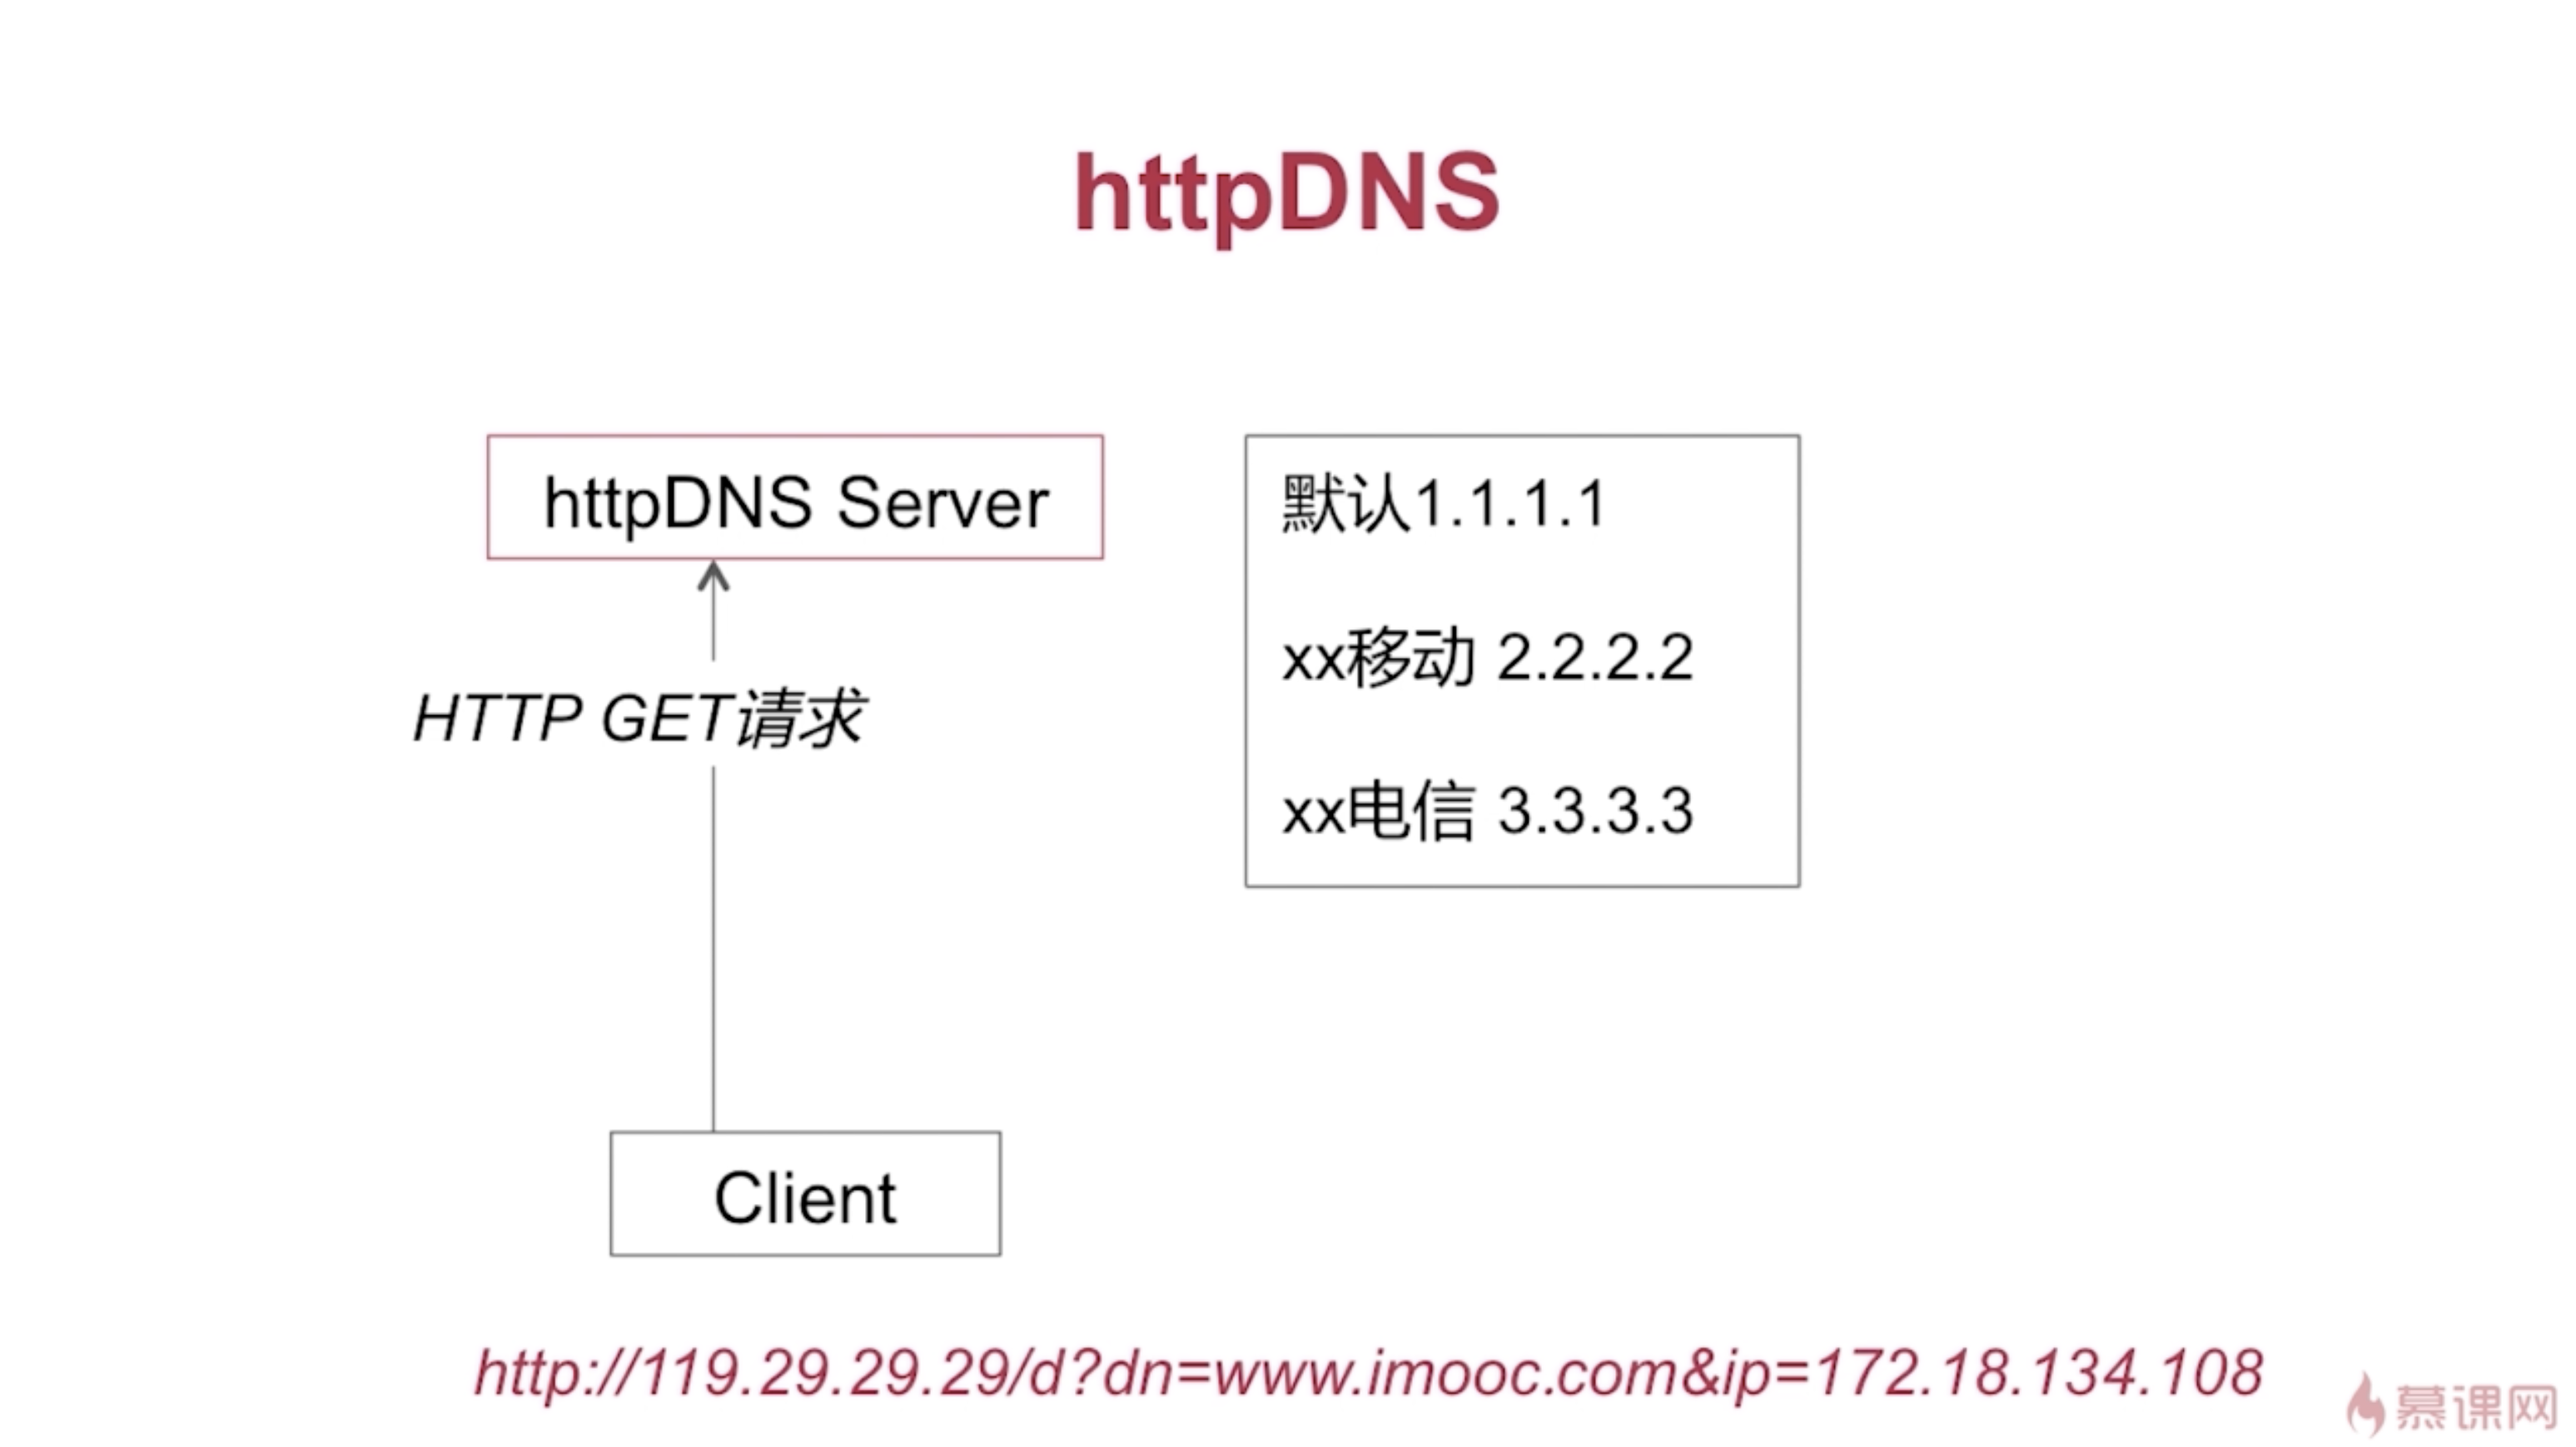 httpDNS
httpDNS Server
HTTP GET请求
Client
默认1.1.1.1
xx移动 2.2.2.2
xx电信 3.3.3.3
http://119.29.29.29/d?dn=www.imooc.com&ip=172.18.134.108
慕课网